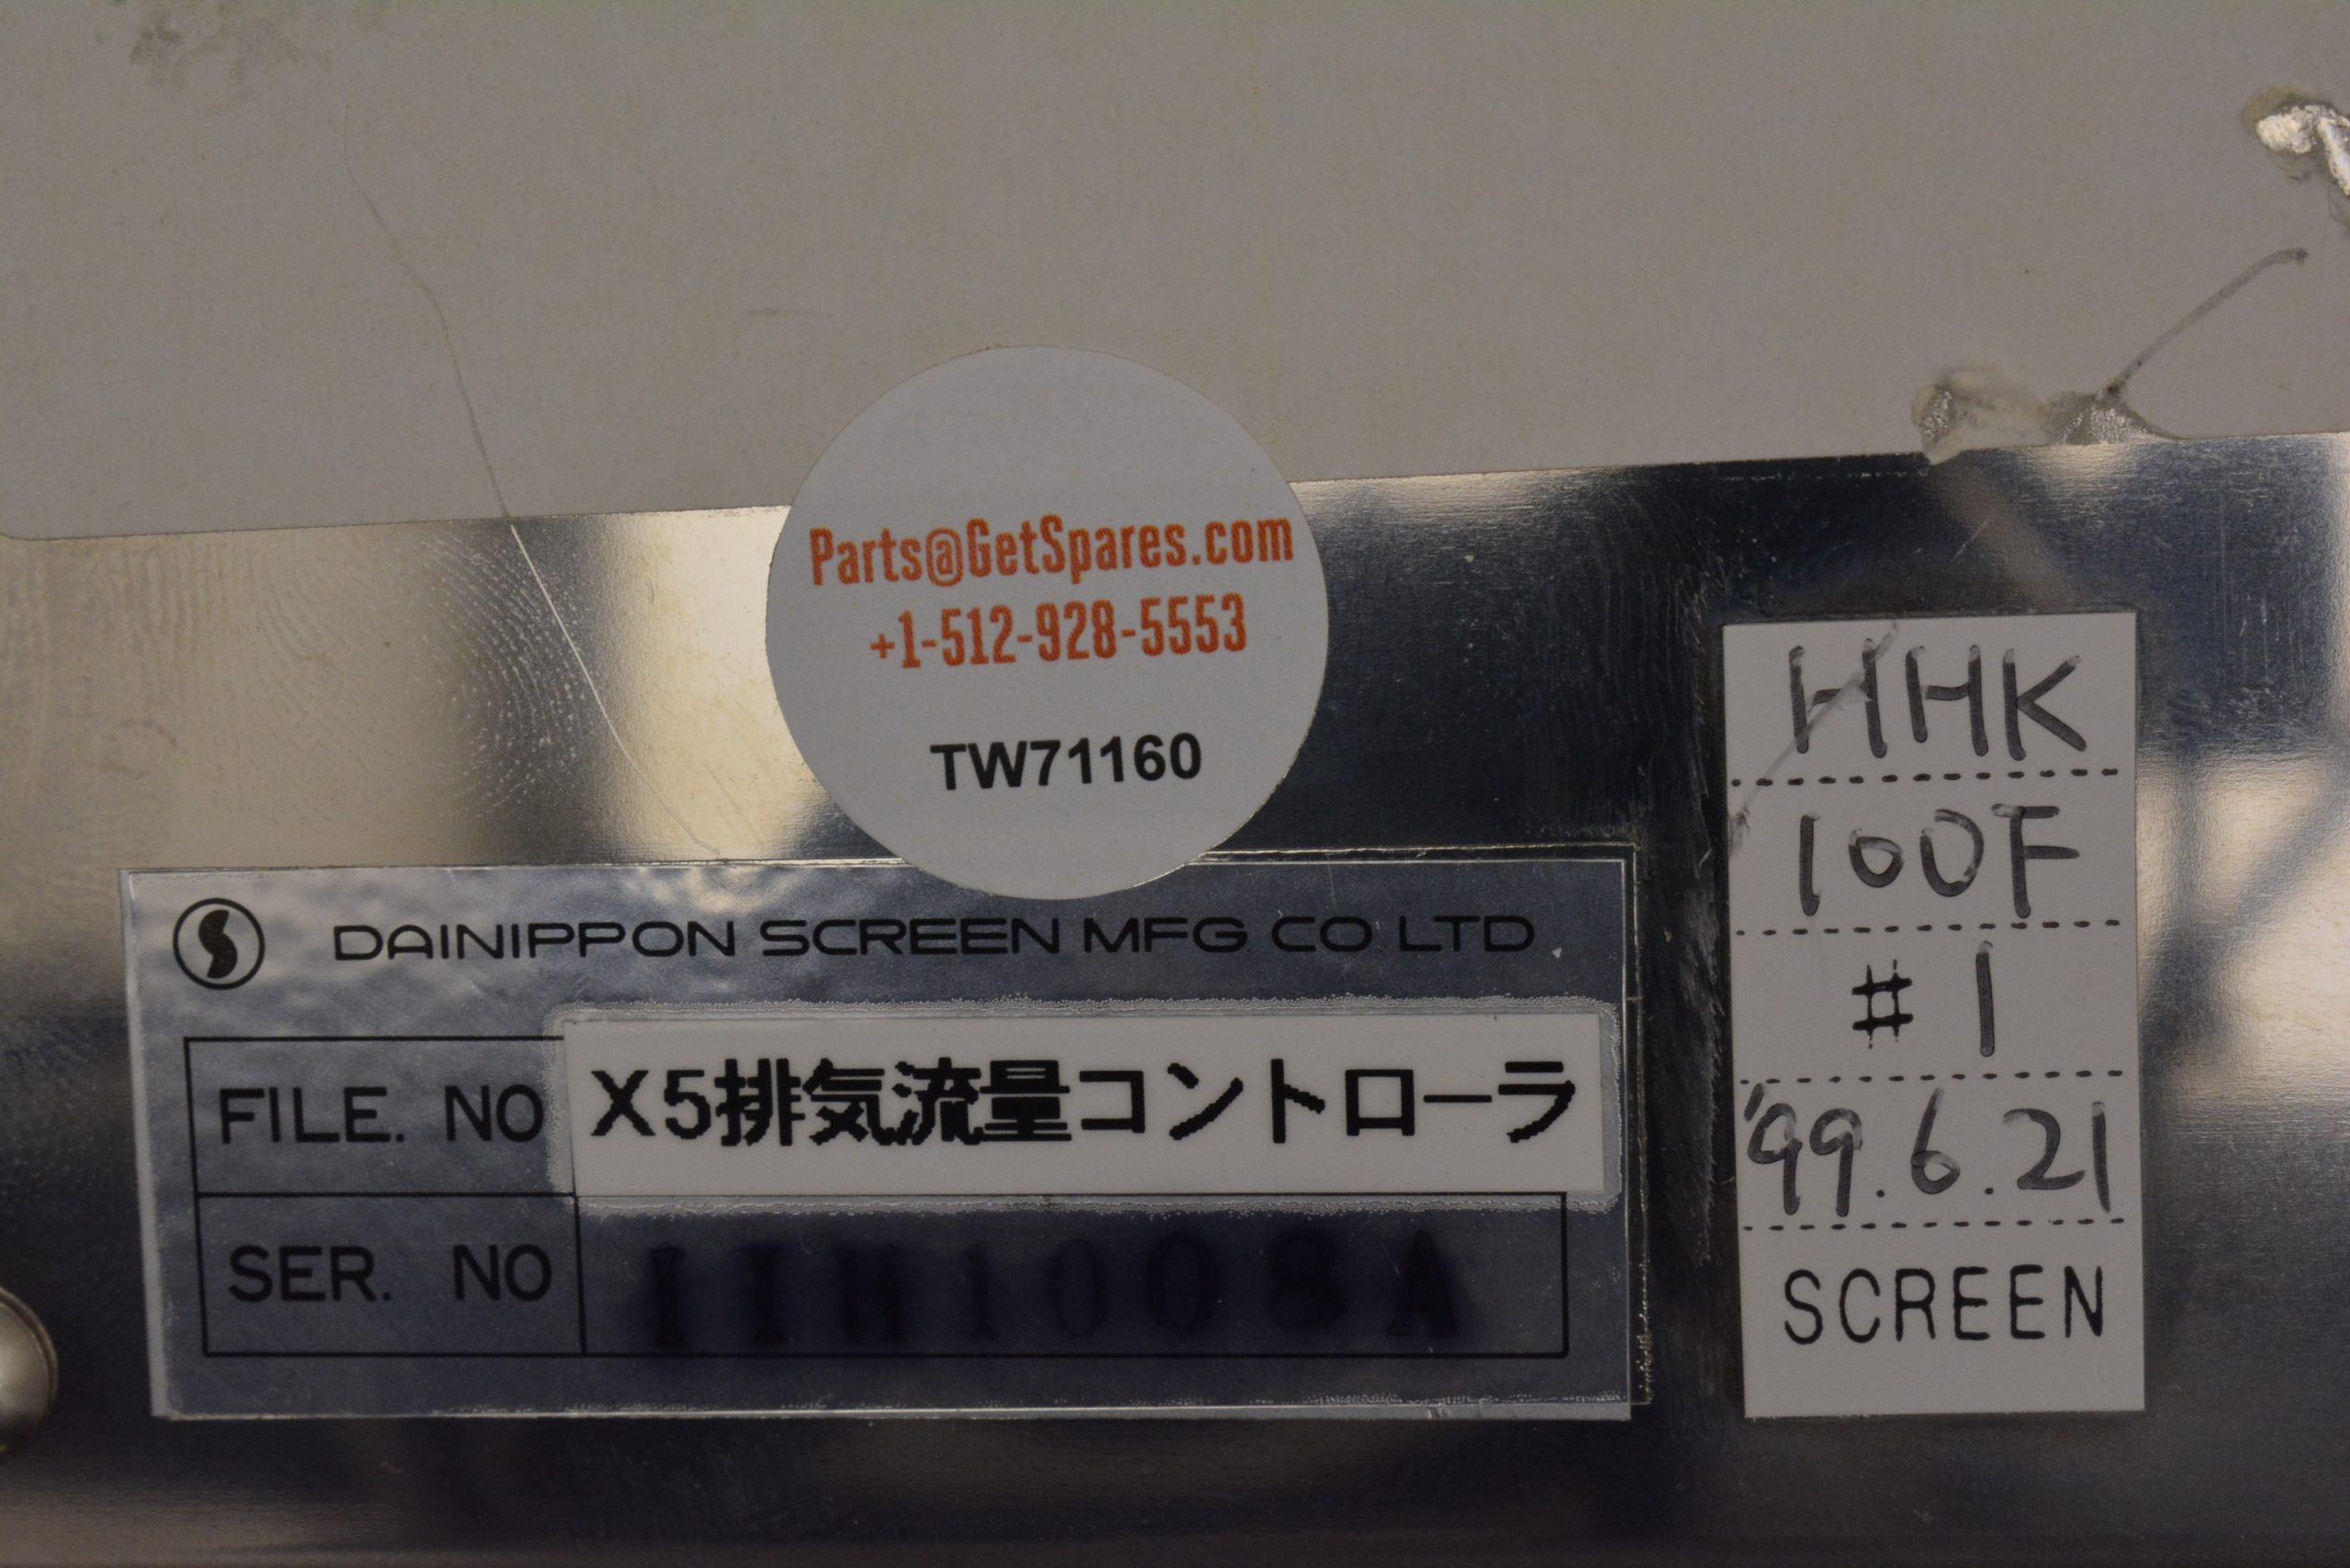 Parts@GetSpares.com
+1-512-928-5553
TW71160
DAINIPPON SCREEN MFG. CO. LTD
FILE. NO X5排気流量コントローラ
SER. NO 11H1008A
HHK
100F
#1
'99.6.21
SCREEN